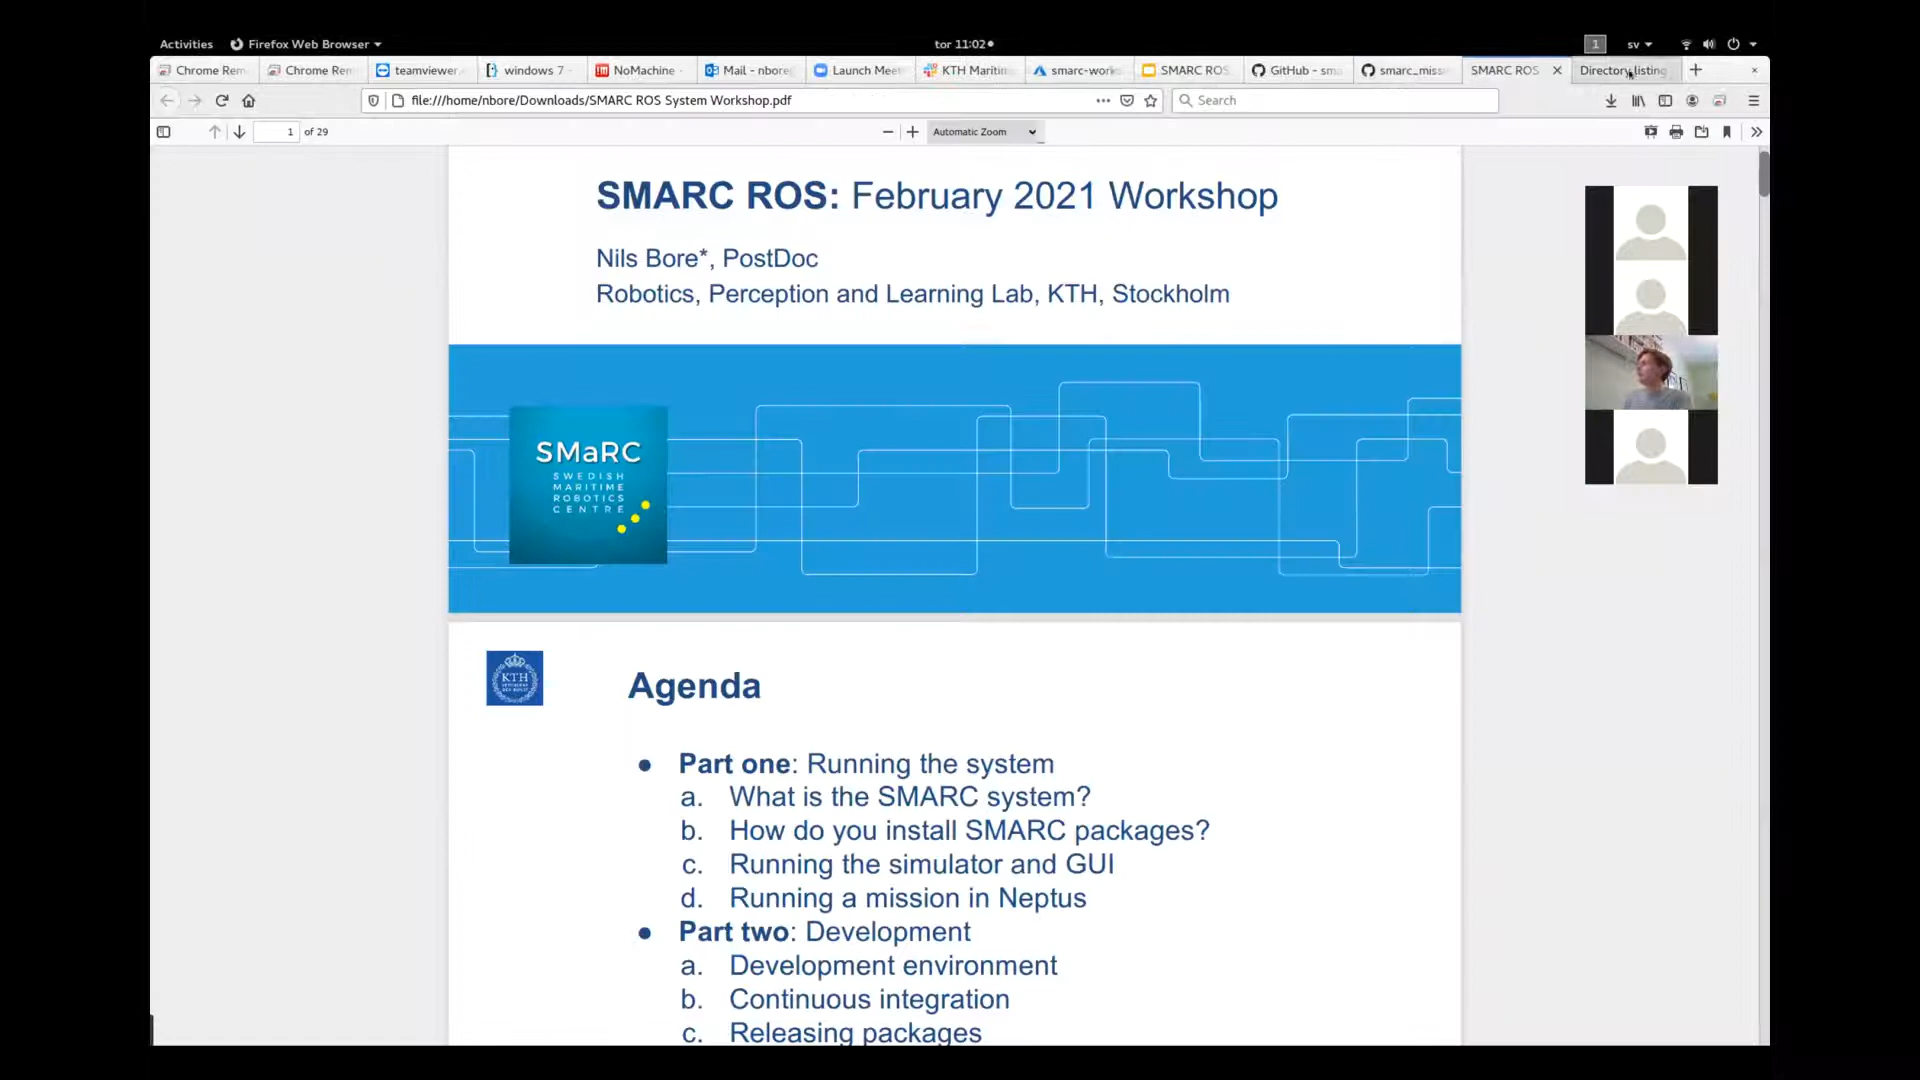 Activities Firefox Web Browser tor 11:02 1 sv
Chrome Rem Chrome Rem teamviewer. windows 7 - NoMachine - Mail - nbore Launch Mee KTH Maritim smarc-works SMARC ROS GitHub - sma smarc_miss SMARC ROS Directory listing
file:///home/nbore/Downloads/SMARC ROS System Workshop.pdf Search
1 of 29 Automatic Zoom
SMARC ROS: February 2021 Workshop
Nils Bore*, PostDoc
Robotics, Perception and Learning Lab, KTH, Stockholm
SMaRC
SWEDISH
MARITIME
ROBOTICS
CENTRE
KTH
Agenda
● Part one: Running the system
a. What is the SMARC system?
b. How do you install SMARC packages?
c. Running the simulator and GUI
d. Running a mission in Neptus
● Part two: Development
a. Development environment
b. Continuous integration
c. Releasing packages